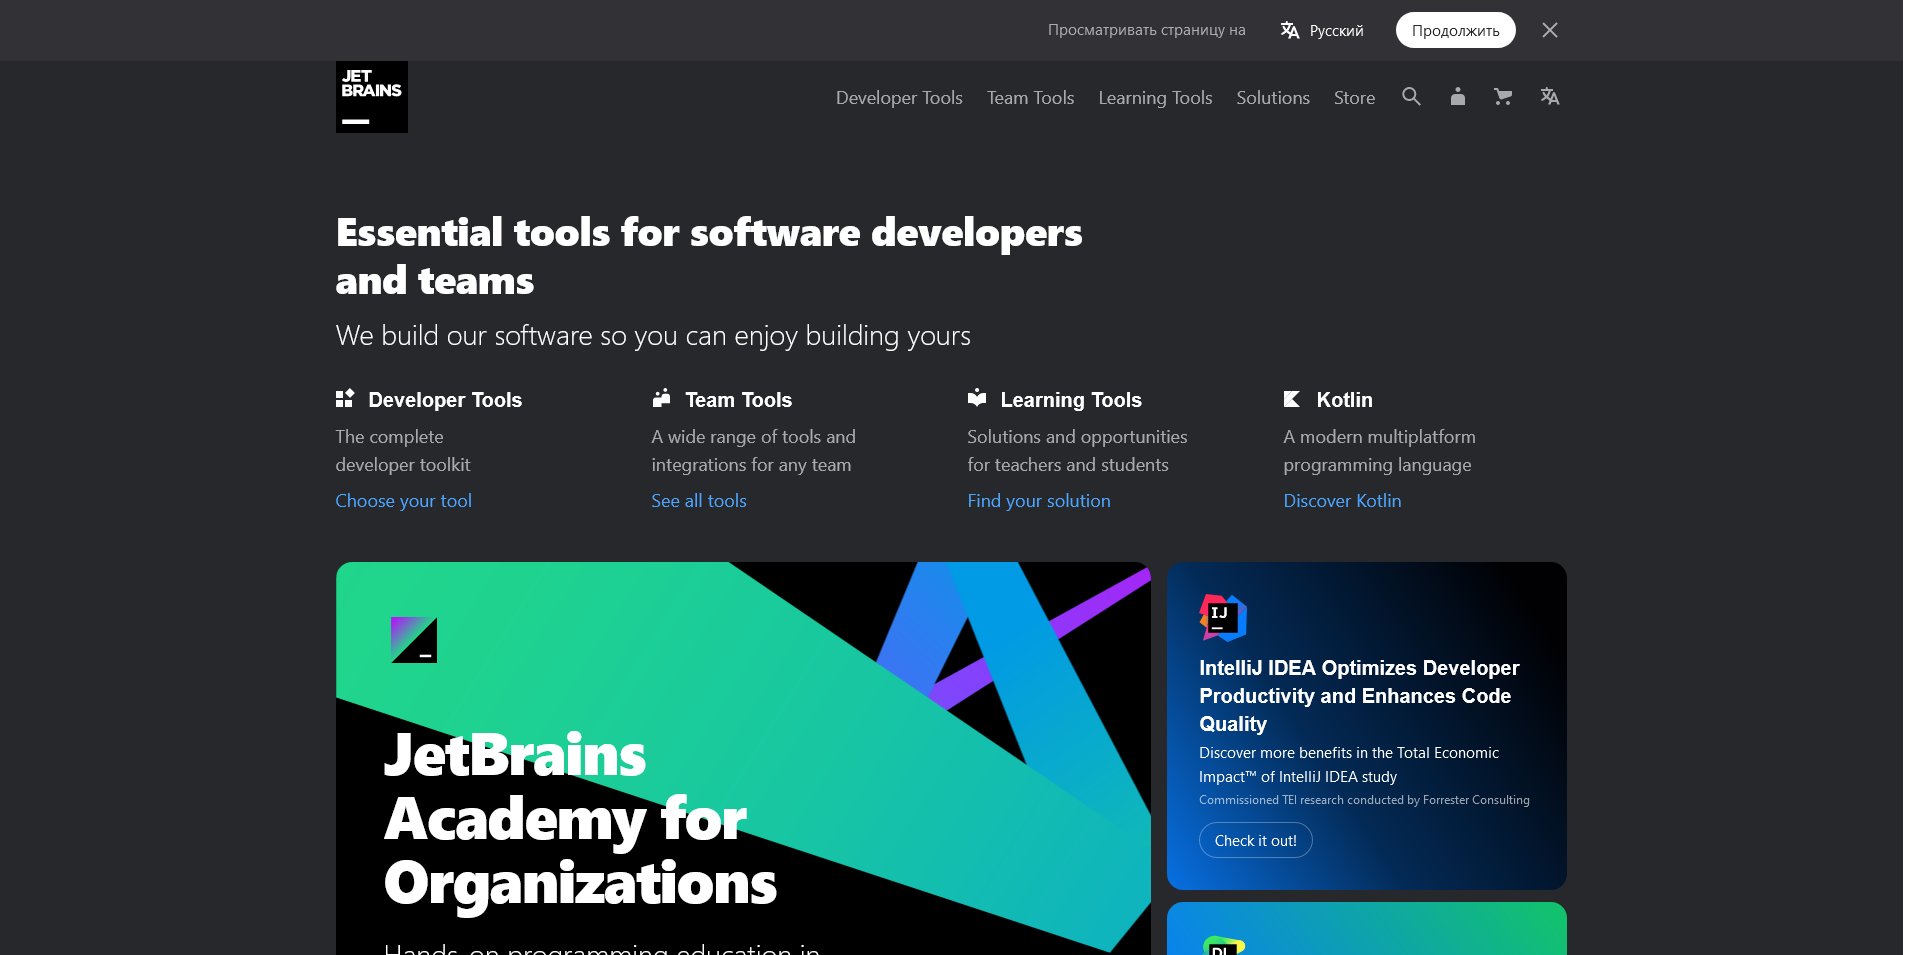 Просматривать страницу на Русский Продолжить
JET
BRAINS
Developer Tools Team Tools Learning Tools Solutions Store
Essential tools for software developers
and teams
We build our software so you can enjoy building yours
Developer Tools
The complete
developer toolkit
Choose your tool
Team Tools
A wide range of tools and
integrations for any team
See all tools
Learning Tools
Solutions and opportunities
for teachers and students
Find your solution
Kotlin
A modern multiplatform
programming language
Discover Kotlin
JetBrains
Academy for
Organizations
Hands-on programming education in
IJ
IntelliJ IDEA Optimizes Developer
Productivity and Enhances Code
Quality
Discover more benefits in the Total Economic
Impact™ of IntelliJ IDEA study
Commissioned TEI research conducted by Forrester Consulting
Check it out!